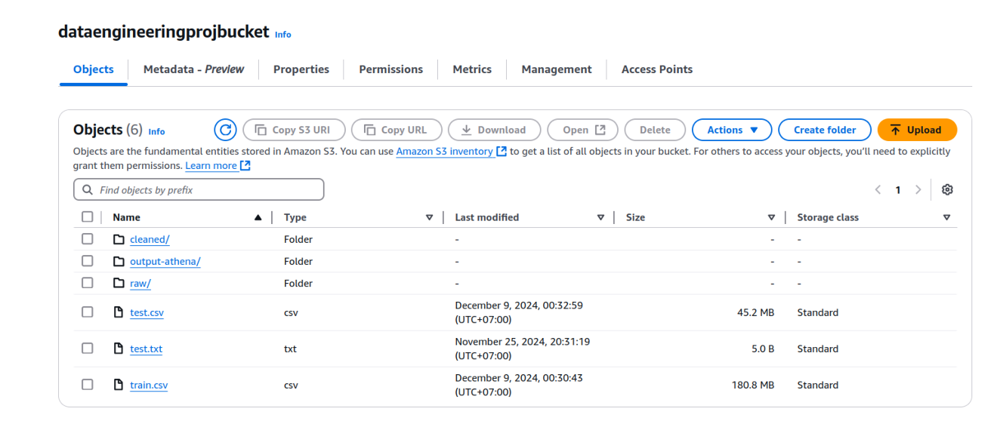 dataengineeringprojbucket Info
Objects Metadata - Preview Properties Permissions Metrics Management Access Points
Objects (6) Info Copy S3 URI Copy URL Download Open Delete Actions Create folder Upload
Objects are the fundamental entities stored in Amazon S3. You can use Amazon S3 inventory to get a list of all objects in your bucket. For others to access your objects, you'll need to explicitly
grant them permissions. Learn more
Find objects by prefix 1
Name Type Last modified Size Storage class
cleaned/ Folder - - -
output-athena/ Folder - - -
raw/ Folder - - -
test.csv csv December 9, 2024, 00:32:59 (UTC+07:00) 45.2 MB Standard
test.txt txt November 25, 2024, 20:31:19 (UTC+07:00) 5.0 B Standard
train.csv csv December 9, 2024, 00:30:43 (UTC+07:00) 180.8 MB Standard